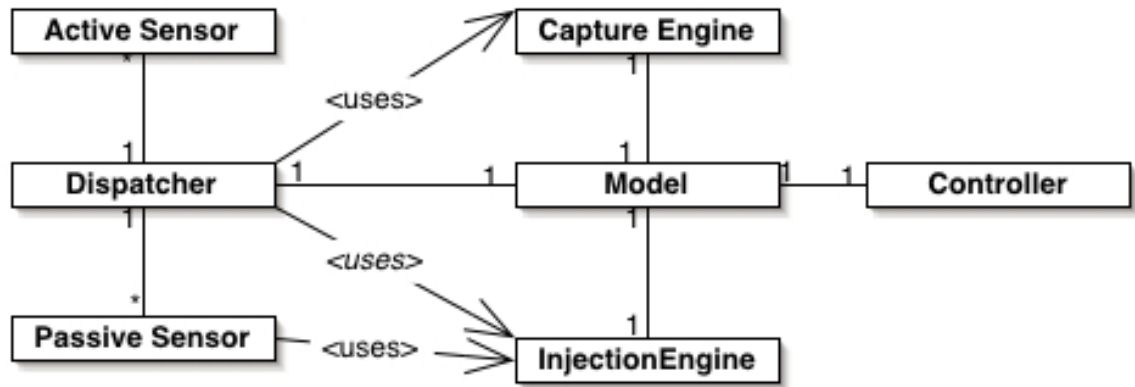 Active Sensor
Capture Engine
*
1
<uses>
1
1
Dispatcher
1
1
Model
1
1
Controller
1
1
<uses>
*
1
Passive Sensor
<uses>
InjectionEngine